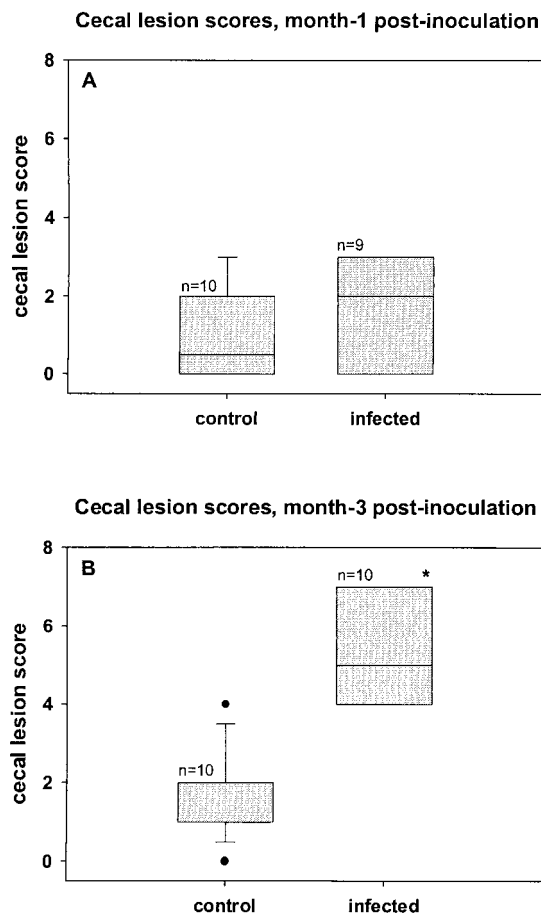 Cecal lesion scores, month-1 post-inoculation
8
A
6
cecal lesion score
4
n=9
n=10
2
0
control infected
Cecal lesion scores, month-3 post-inoculation
8
B
n=10 *
6
cecal lesion score
4
n=10
2
0
control infected